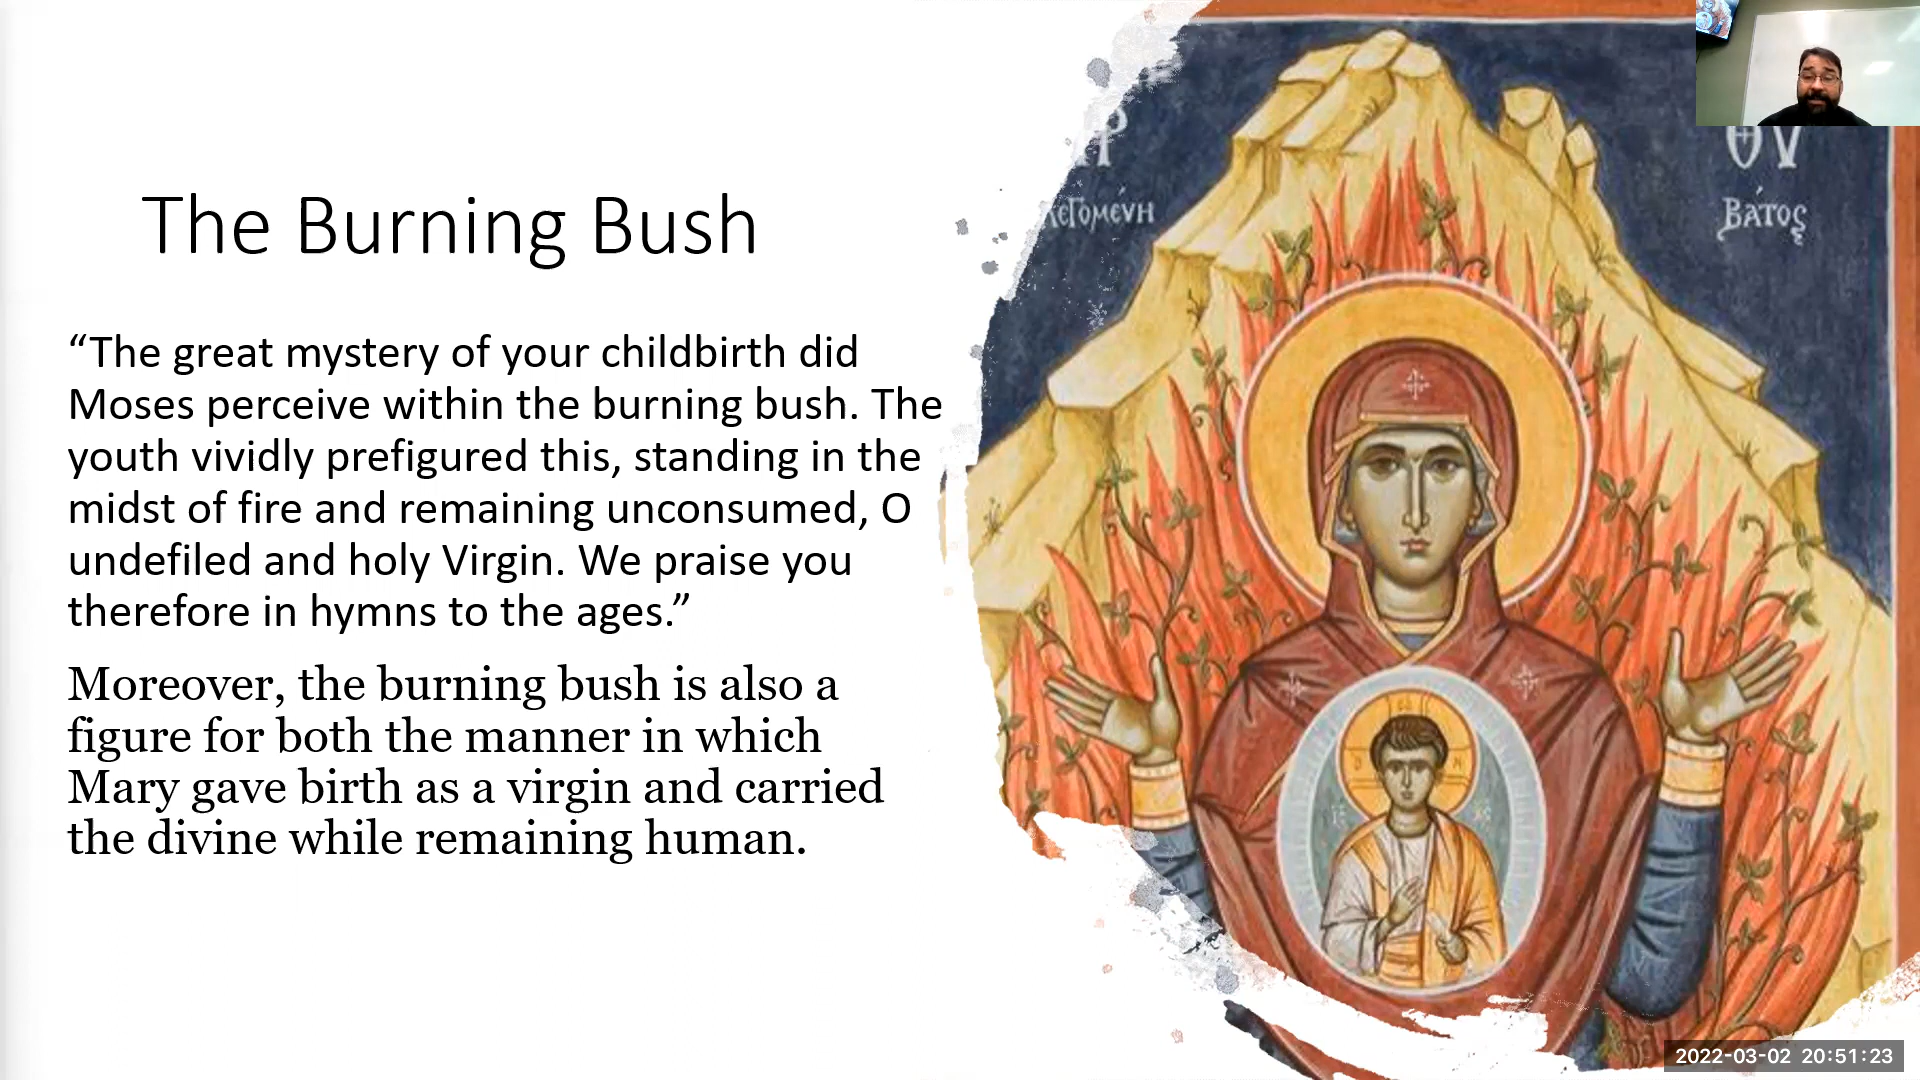 The Burning Bush
“The great mystery of your childbirth did
Moses perceive within the burning bush. The
youth vividly prefigured this, standing in the
midst of fire and remaining unconsumed, O
undefiled and holy Virgin. We praise you
therefore in hymns to the ages.”
Moreover, the burning bush is also a
figure for both the manner in which
Mary gave birth as a virgin and carried
the divine while remaining human.
ΘV
λεΓομένη
ΒΆΤΟς
2022-03-02 20:51:23